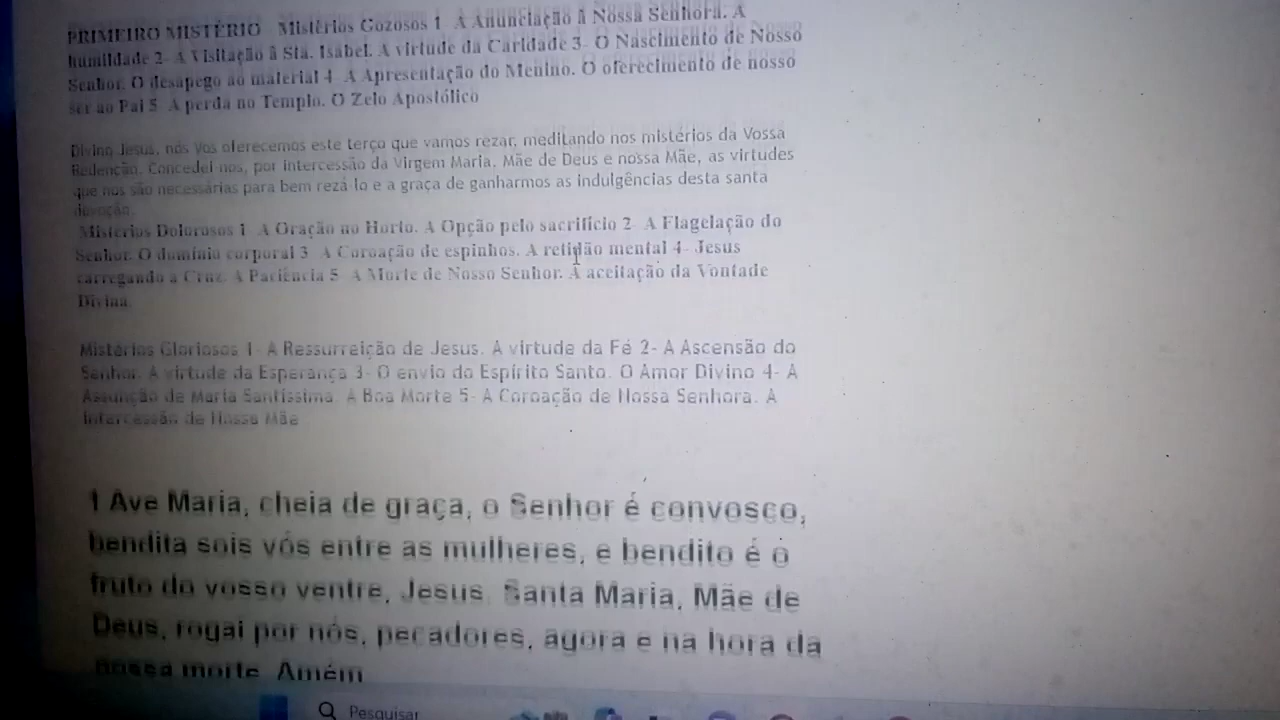 PRIMEIRO MISTÉRIO Mistérios Gozosos 1 A Anunciação à Nossa Senhora. A
humildade 2- A Visitação à Sta. Isabel. A virtude da Caridade 3- O Nascimento de Nosso
Senhor. O desapego ao material 4 A Apresentação do Menino. O oferecimento de nosso
ser ao Pai 5 A perda no Templo. O Zelo Apostólico
Divino Jesus, nós Vos oferecemos este terço que vamos rezar, meditando nos mistérios da Vossa
Redenção. Concedei-nos, por intercessão da Virgem Maria, Mãe de Deus e nossa Mãe, as virtudes
que nos são necessárias para bem rezá-lo e a graça de ganharmos as indulgências desta santa
devoção.
Mistérios Dolorosos 1 A Oração no Horto. A Opção pelo sacrifício 2- A Flagelação do
Senhor. O domínio corporal 3 A Coroação de espinhos. A retidão mental 4- Jesus
carregando a Cruz. A Paciência 5 A Morte de Nosso Senhor. A aceitação da Vontade
Divina
Mistérios Gloriosos 1- A Ressurreição de Jesus. A virtude da Fé 2- A Ascensão do
Senhor. A virtude da Esperança 3- O envio do Espírito Santo. O Amor Divino 4- A
Assunção de Maria Santíssima. A Boa Morte 5- A Coroação de Nossa Senhora. A
Intercessão de Nossa Mãe
1 Ave Maria, cheia de graça, o Senhor é convosco,
bendita sois vós entre as mulheres, e bendito é o
fruto do vosso ventre, Jesus. Santa Maria, Mãe de
Deus, rogai por nós, pecadores, agora e na hora da
nossa morte. Amém
Pesquisar